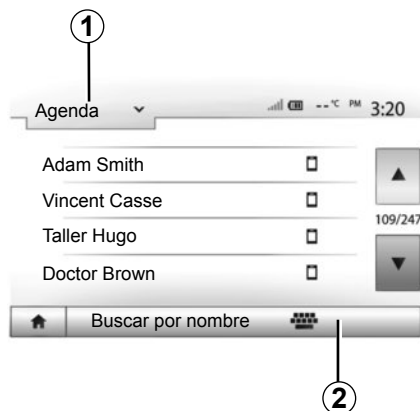 1
Agenda --°C PM 3:20
Adam Smith
Vincent Casse
Taller Hugo
109/247
Doctor Brown
Buscar por nombre
2